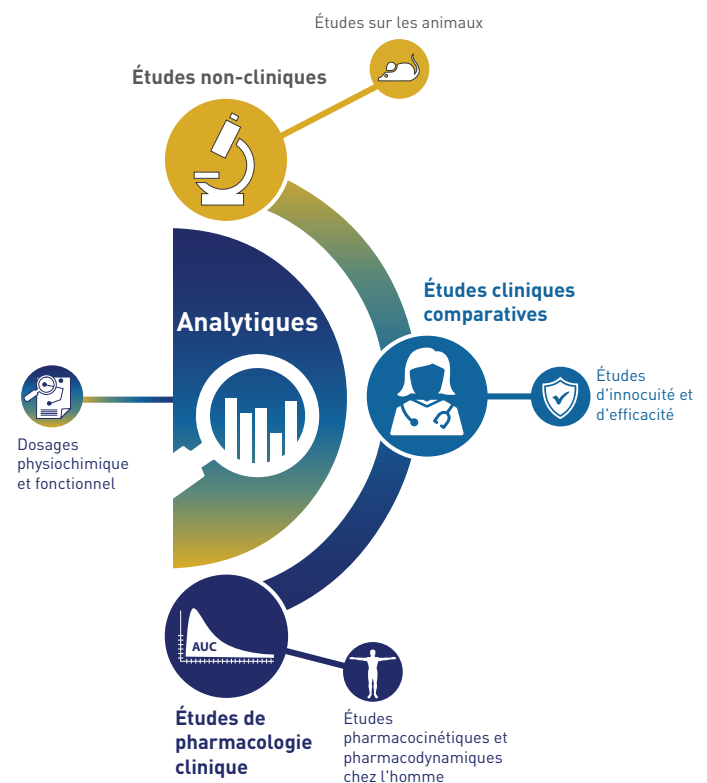 Études sur les animaux
Études non-cliniques
Études cliniques
comparatives
Analytiques
Études
d'innocuité et
d'efficacité
Dosages
physiochimique
et fonctionnel
AUC
Études de
pharmacologie
clinique
Études
pharmacocinétiques et
pharmacodynamiques
chez l'homme